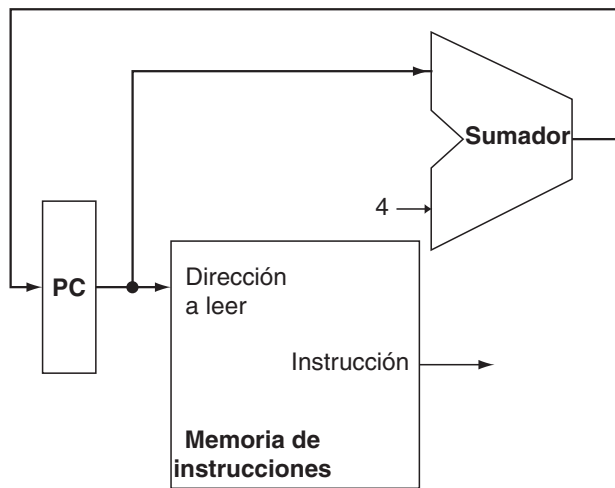 Sumador
4
PC
Dirección
a leer
Instrucción
Memoria de
instrucciones